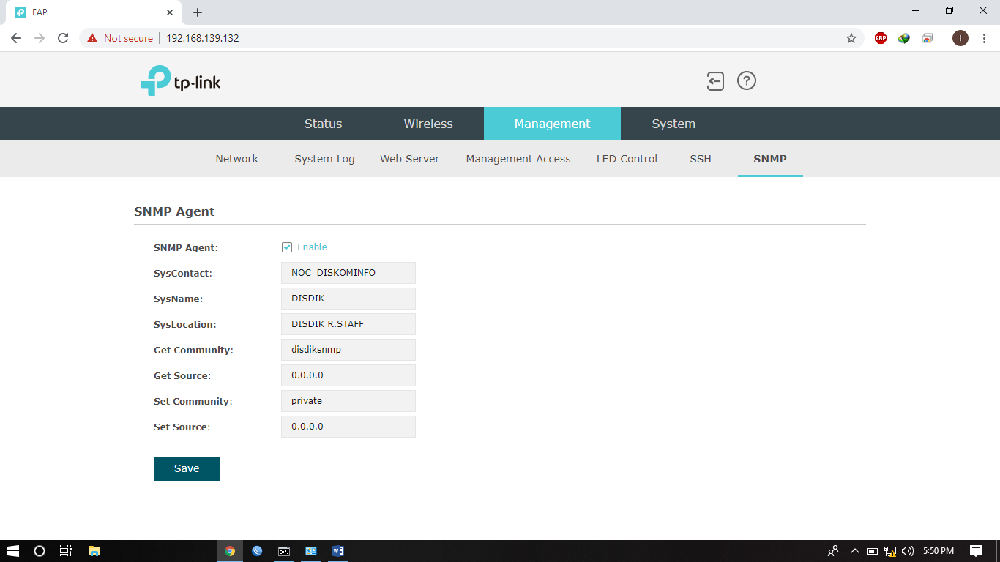 EAP
Not secure 192.168.139.132
ABP
I
tp-link
Status Wireless Management System
Network System Log Web Server Management Access LED Control SSH SNMP
SNMP Agent
SNMP Agent: Enable
SysContact: NOC_DISKOMINFO
SysName: DISDIK
SysLocation: DISDIK R.STAFF
Get Community: disdiksnmp
Get Source: 0.0.0.0
Set Community: private
Set Source: 0.0.0.0
Save
5:50 PM